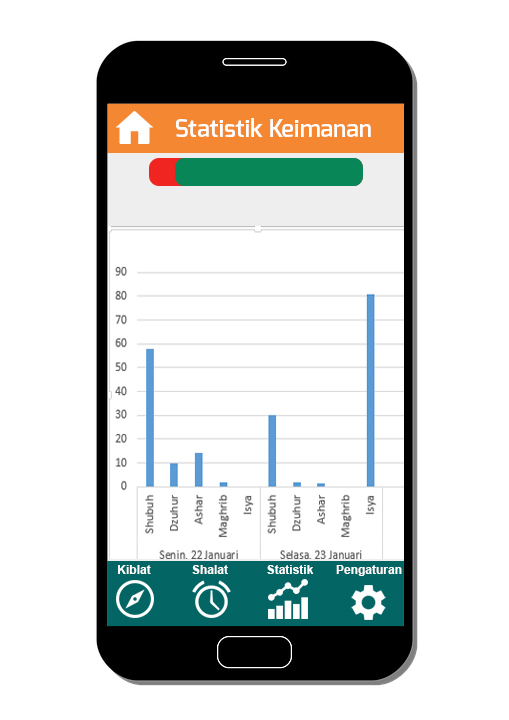 Statistik Keimanan
90
80
70
60
50
40
30
20
10
0
Shubuh
Dzuhur
Ashar
Maghrib
Isya
Shubuh
Dzuhur
Ashar
Maghrib
Isya
Senin, 22 Januari
Selasa, 23 Januari
Kiblat
Shalat
Statistik
Pengaturan